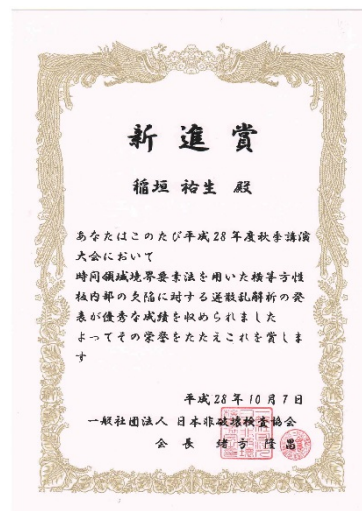 新進賞
稲垣 祐生 殿
あなたはこのたび平成28年度秋季講演
大会において
時間領域境界要素法を用いた横等方性
板内部の欠陥に対する逆散乱解析の発
表が優秀な成績を収められました
よってその栄誉をたたえこれを賞しま
す
平成28年10月7日
一般社団法人 日本非破壊検査協会
会長 緒方隆昌